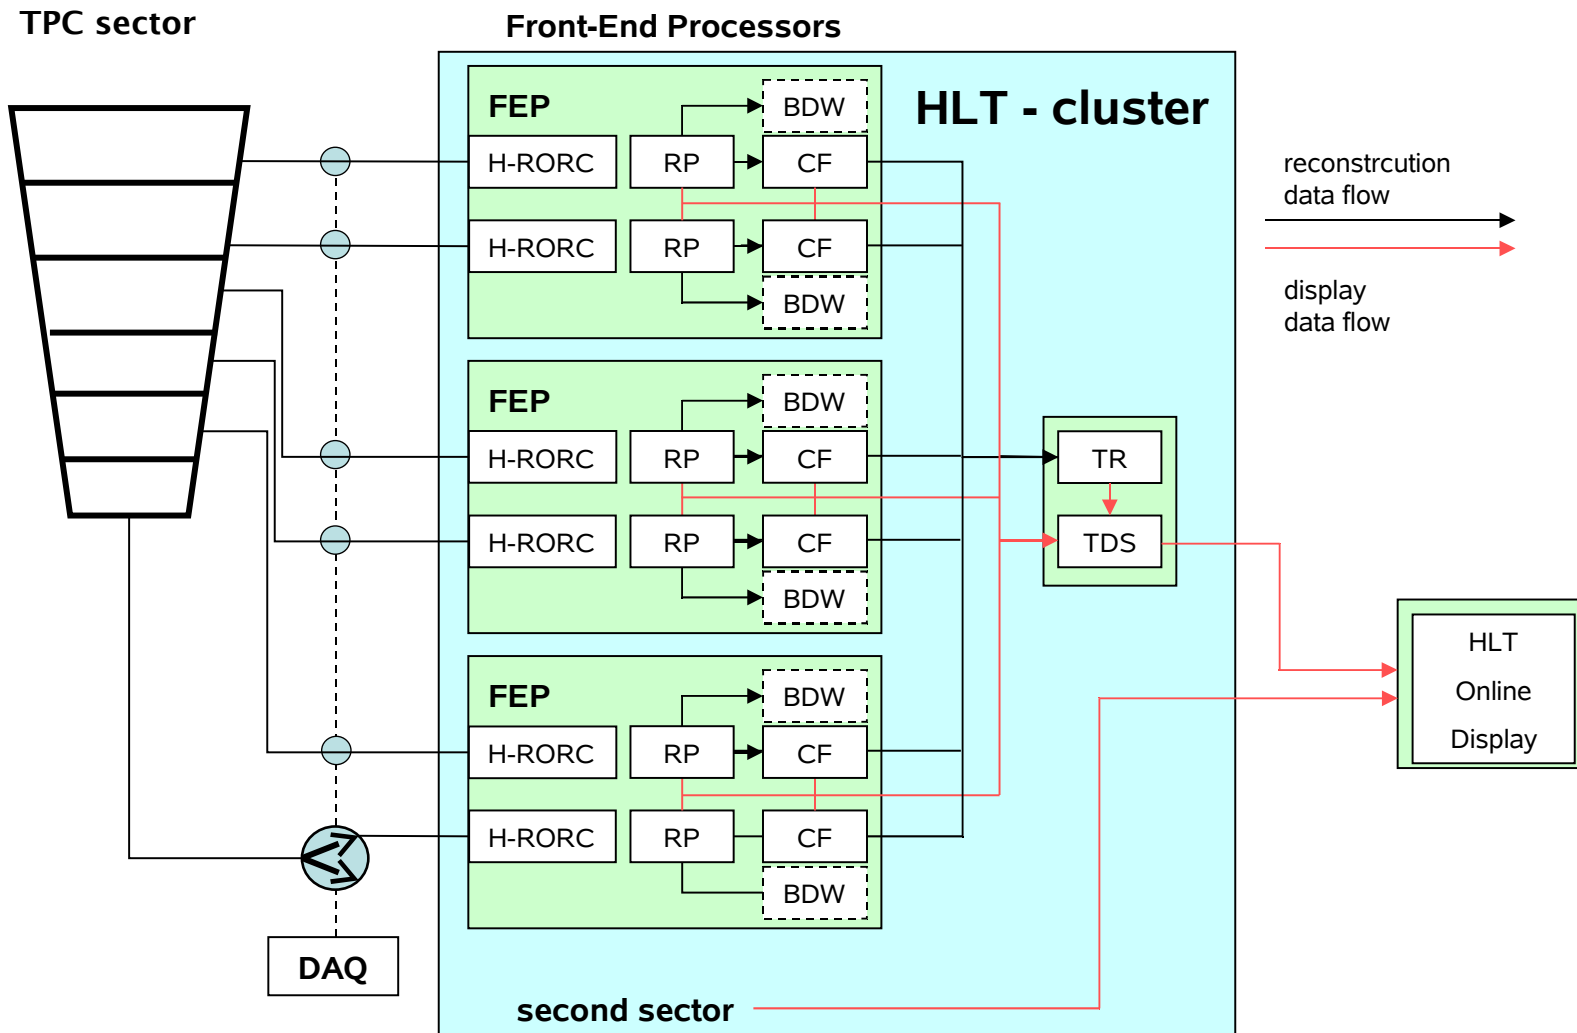 TPC sector
Front-End Processors
HLT - cluster
FEP
BDW
H-RORC
RP
CF
H-RORC
RP
CF
BDW
FEP
BDW
H-RORC
RP
CF
H-RORC
RP
CF
BDW
FEP
BDW
H-RORC
RP
CF
H-RORC
RP
CF
BDW
TR
TDS
reconstrcution
data flow
display
data flow
HLT
Online
Display
DAQ
second sector